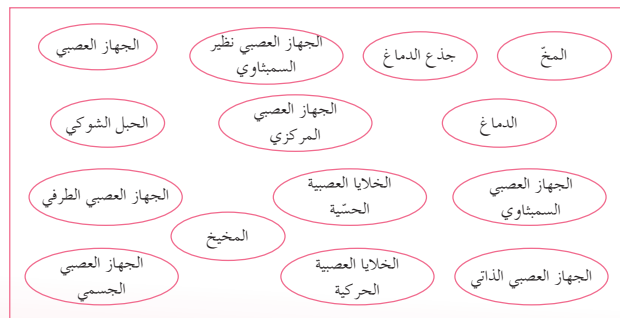 المخّ
جذع الدماغ
الجهاز العصبي نظير
السمبثاوي
الجهاز العصبي
الدماغ
الجهاز العصبي
المركزي
الحبل الشوكي
الجهاز العصبي
السمبثاوي
الخلايا العصبية
الحسّية
الجهاز العصبي الطرفي
المخيخ
الجهاز العصبي الذاتي
الخلايا العصبية
الحركية
الجهاز العصبي
الجسمي